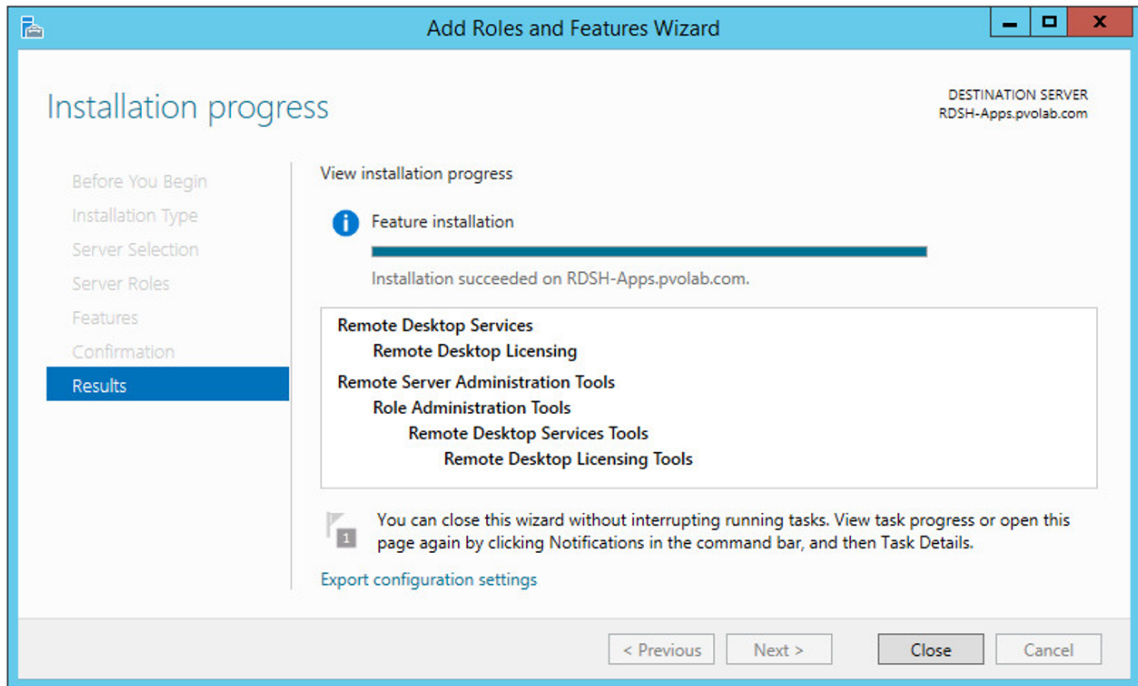 Add Roles and Features Wizard
Installation progress
DESTINATION SERVER
RDSH-Apps.pvolab.com
Before You Begin
Installation Type
Server Selection
Server Roles
Features
Confirmation
Results
View installation progress
Feature installation
Installation succeeded on RDSH-Apps.pvolab.com.
Remote Desktop Services
Remote Desktop Licensing
Remote Server Administration Tools
Role Administration Tools
Remote Desktop Services Tools
Remote Desktop Licensing Tools
1
You can close this wizard without interrupting running tasks. View task progress or open this
page again by clicking Notifications in the command bar, and then Task Details.
Export configuration settings
< Previous
Next >
Close
Cancel